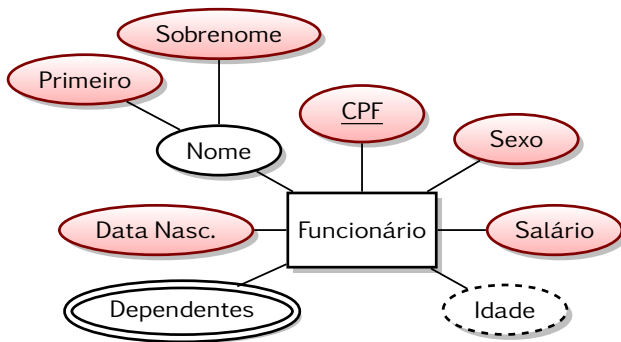 Sobrenome
Primeiro
CPF
Sexo
Nome
Data Nasc.
Funcionário
Salário
Dependentes
Idade